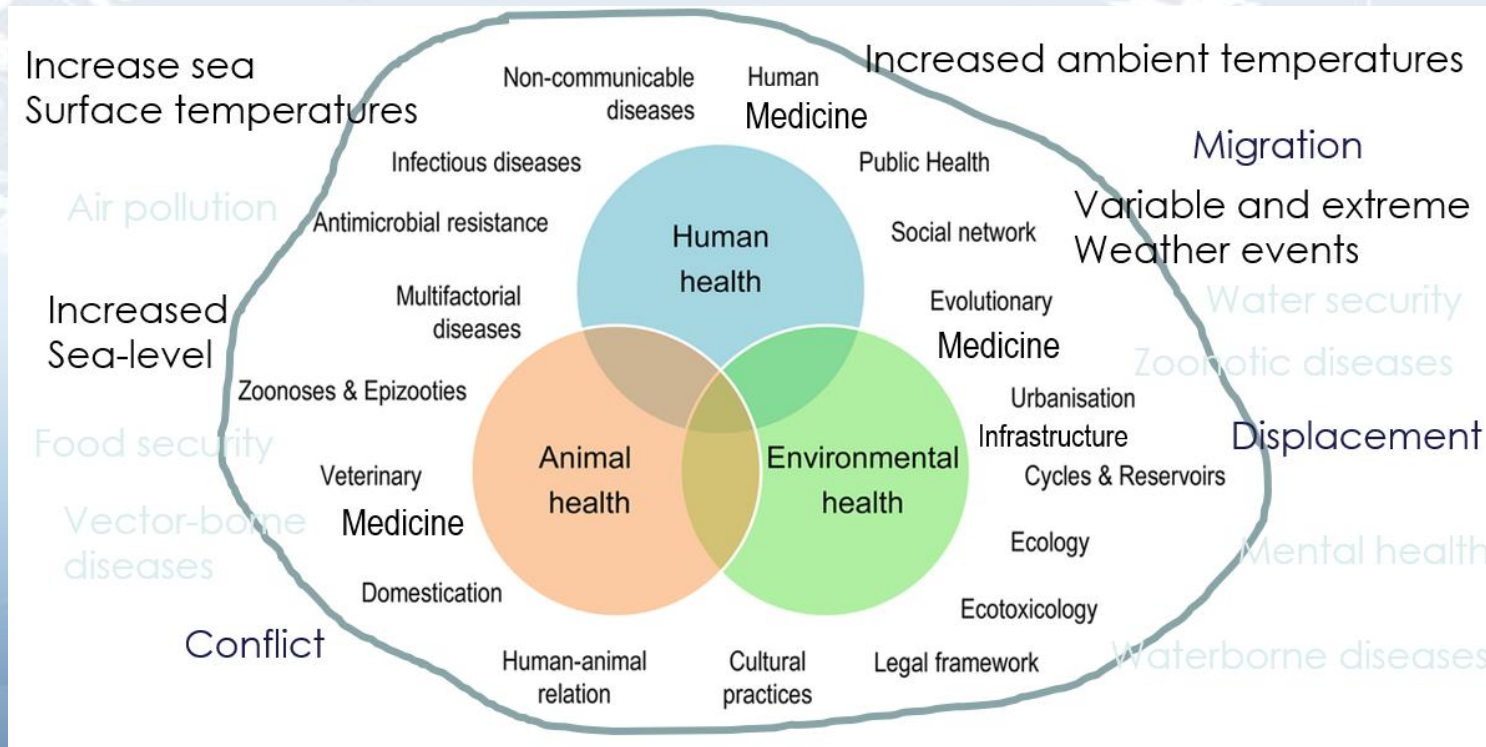 Increase sea
Surface temperatures
Non-communicable
diseases
Human
Medicine
Increased ambient temperatures
Infectious diseases
Public Health
Migration
Air pollution
Antimicrobial resistance
Social network
Variable and extreme
Weather events
Human
health
Increased
Sea-level
Multifactorial
diseases
Evolutionary
Medicine
Water security
Zoonotic diseases
Zoonoses & Epizooties
Urbanisation
Infrastructure
Displacement
Food security
Animal
health
Environmental
health
Cycles & Reservoirs
Veterinary
Medicine
Vector-borne
diseases
Ecology
Mental health
Domestication
Ecotoxicology
Conflict
Human-animal
relation
Cultural
practices
Legal framework
Waterborne diseases